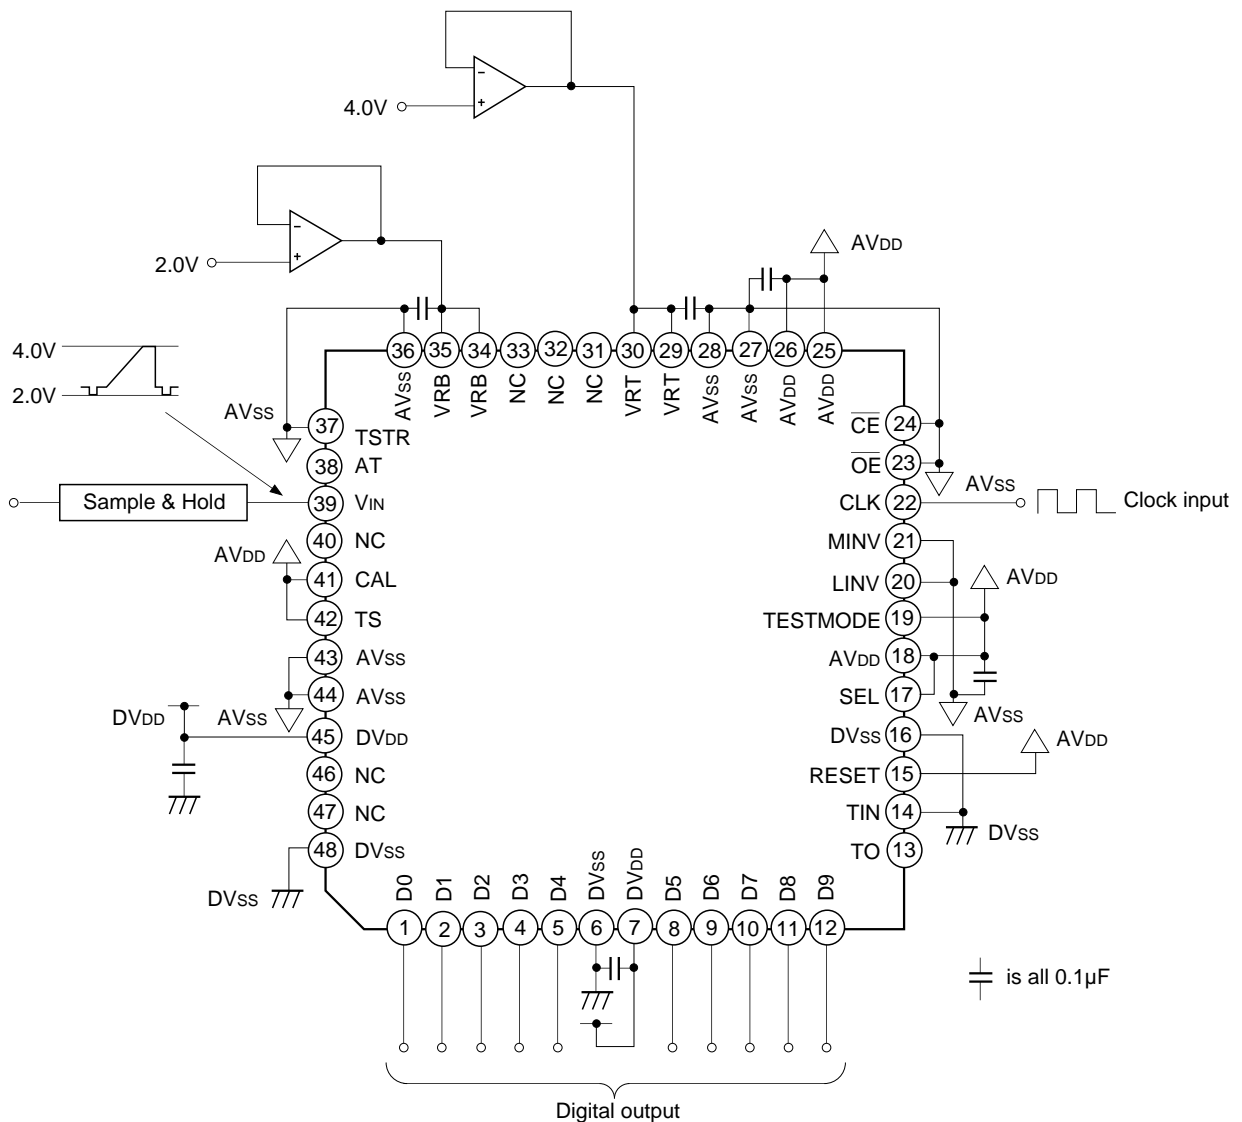 4.0V
−
+
2.0V
−
+
AVDD
4.0V
2.0V
36 35 34 33 32 31 30 29 28 27 26 25
AVss VRB VRB NC NC NC VRT VRT AVss AVss AVDD AVDD
AVss
37 TSTR
38 AT
Sample & Hold
39 VIN
40 NC
AVDD
41 CAL
42 TS
43 AVss
44 AVss
AVss
DVDD
45 DVDD
46 NC
47 NC
48 DVss
DVss
CE 24
OE 23
AVss
CLK 22
Clock input
MINV 21
LINV 20
AVDD
TESTMODE 19
AVDD 18
SEL 17
AVss
DVss 16
AVDD
RESET 15
TIN 14
DVss
TO 13
D0 D1 D2 D3 D4 DVss DVDD D5 D6 D7 D8 D9
1 2 3 4 5 6 7 8 9 10 11 12
is all 0.1µF
Digital output